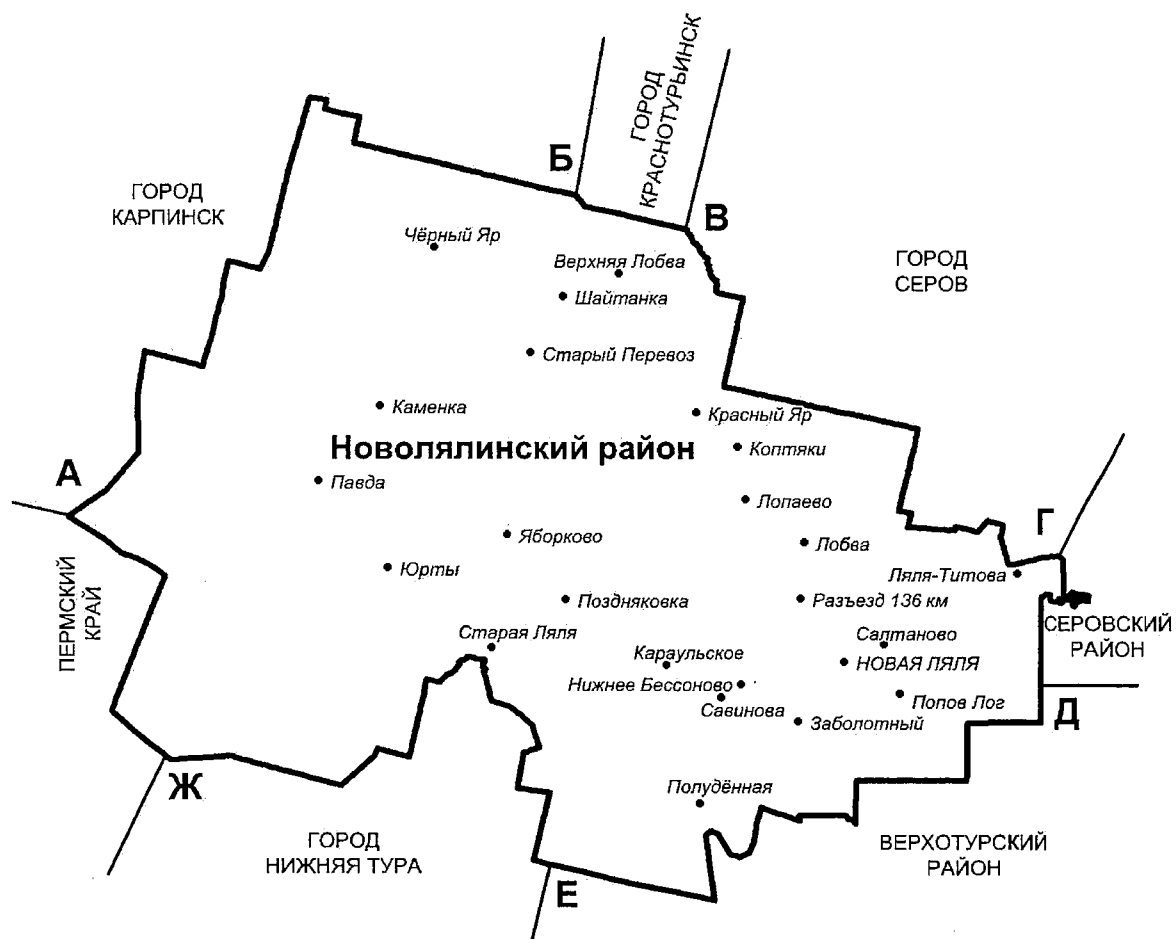 ГОРОД
КРАСНОТУРЬИНСК
Б
ГОРОД
КАРПИНСК
В
Чёрный Яр
Верхняя Лобва
ГОРОД
СЕРОВ
Шайтанка
Старый Перевоз
Каменка
Красный Яр
Новолялинский район
Коптяки
А
Павда
Лопаево
Г
Яборково
Лобва
Юрты
Ляля-Титова
ПЕРМСКИЙ
КРАЙ
Поздняковка
Разъезд 136 км
СЕРОВСКИЙ
РАЙОН
Старая Ляля
Салтаново
Караульское
НОВАЯ ЛЯЛЯ
Нижнее Бессоново
Попов Лог
Савинова
Д
Заболотный
Ж
Полудённая
ГОРОД
НИЖНЯЯ ТУРА
ВЕРХОТУРСКИЙ
РАЙОН
Е